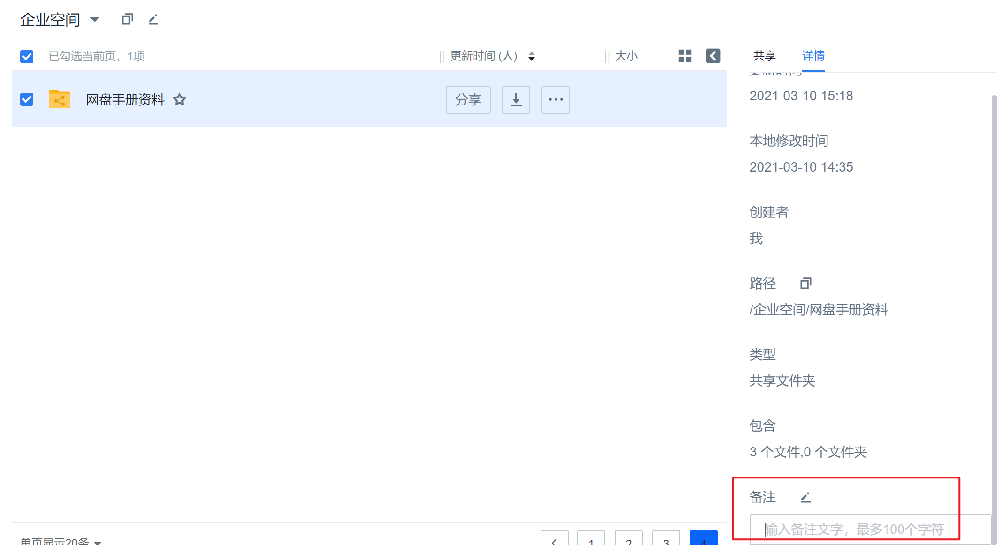 企业空间
已勾选当前页，1项
更新时间 (人)
大小
共享
详情
网盘手册资料
分享
更新时间
2021-03-10 15:18
本地修改时间
2021-03-10 14:35
创建者
我
路径
/企业空间/网盘手册资料
类型
共享文件夹
包含
3 个文件,0 个文件夹
备注
输入备注文字，最多100个字符
单页显示20条
1
2
3
4